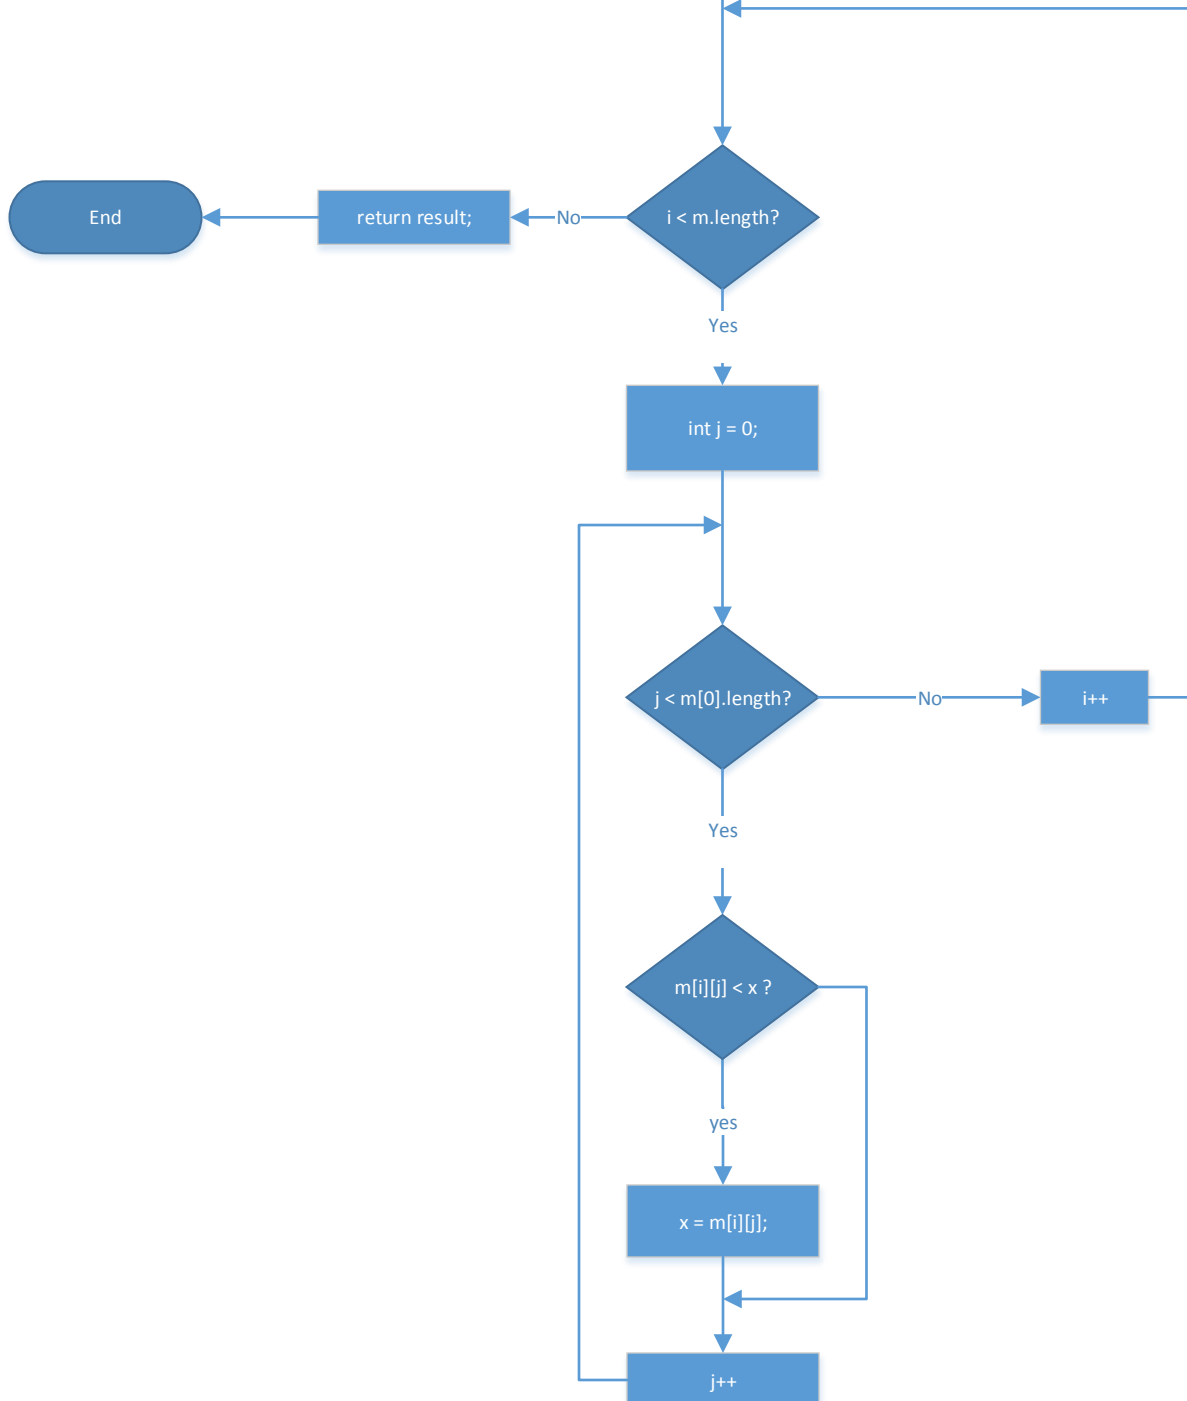 i < m.length?
No
return result;
End
Yes
int j = 0;
j < m[0].length?
No
i++
Yes
m[i][j] < x ?
yes
x = m[i][j];
j++